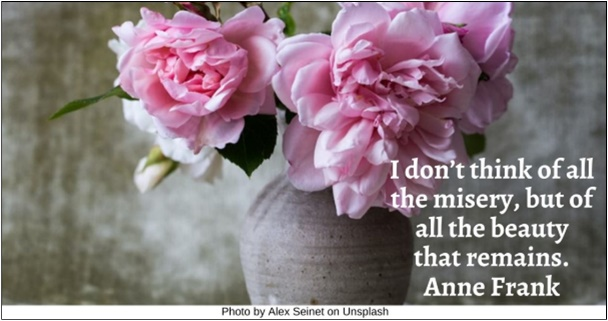 I don’t think of all
the misery, but of
all the beauty
that remains.
Anne Frank
Photo by Alex Seinet on Unsplash